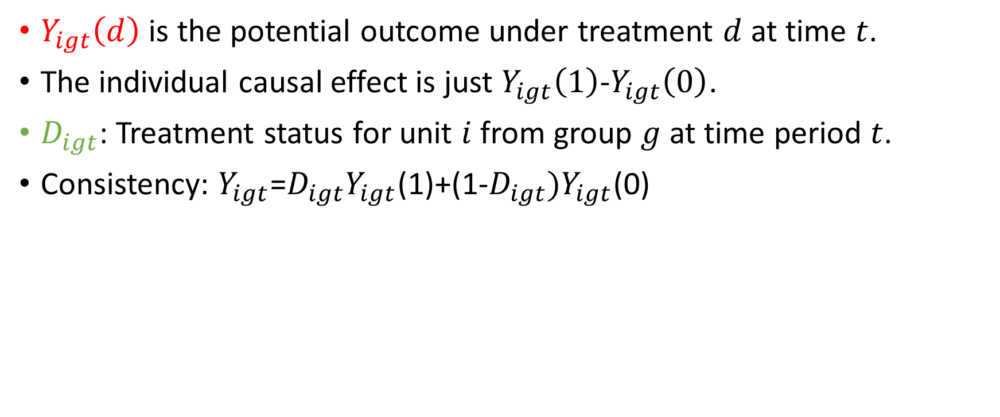 • Y_{igt}(d) is the potential outcome under treatment d at time t.
• The individual causal effect is just Y_{igt}(1)-Y_{igt}(0).
• D_{igt}: Treatment status for unit i from group g at time period t.
• Consistency: Y_{igt}=D_{igt}Y_{igt}(1)+(1-D_{igt})Y_{igt}(0)